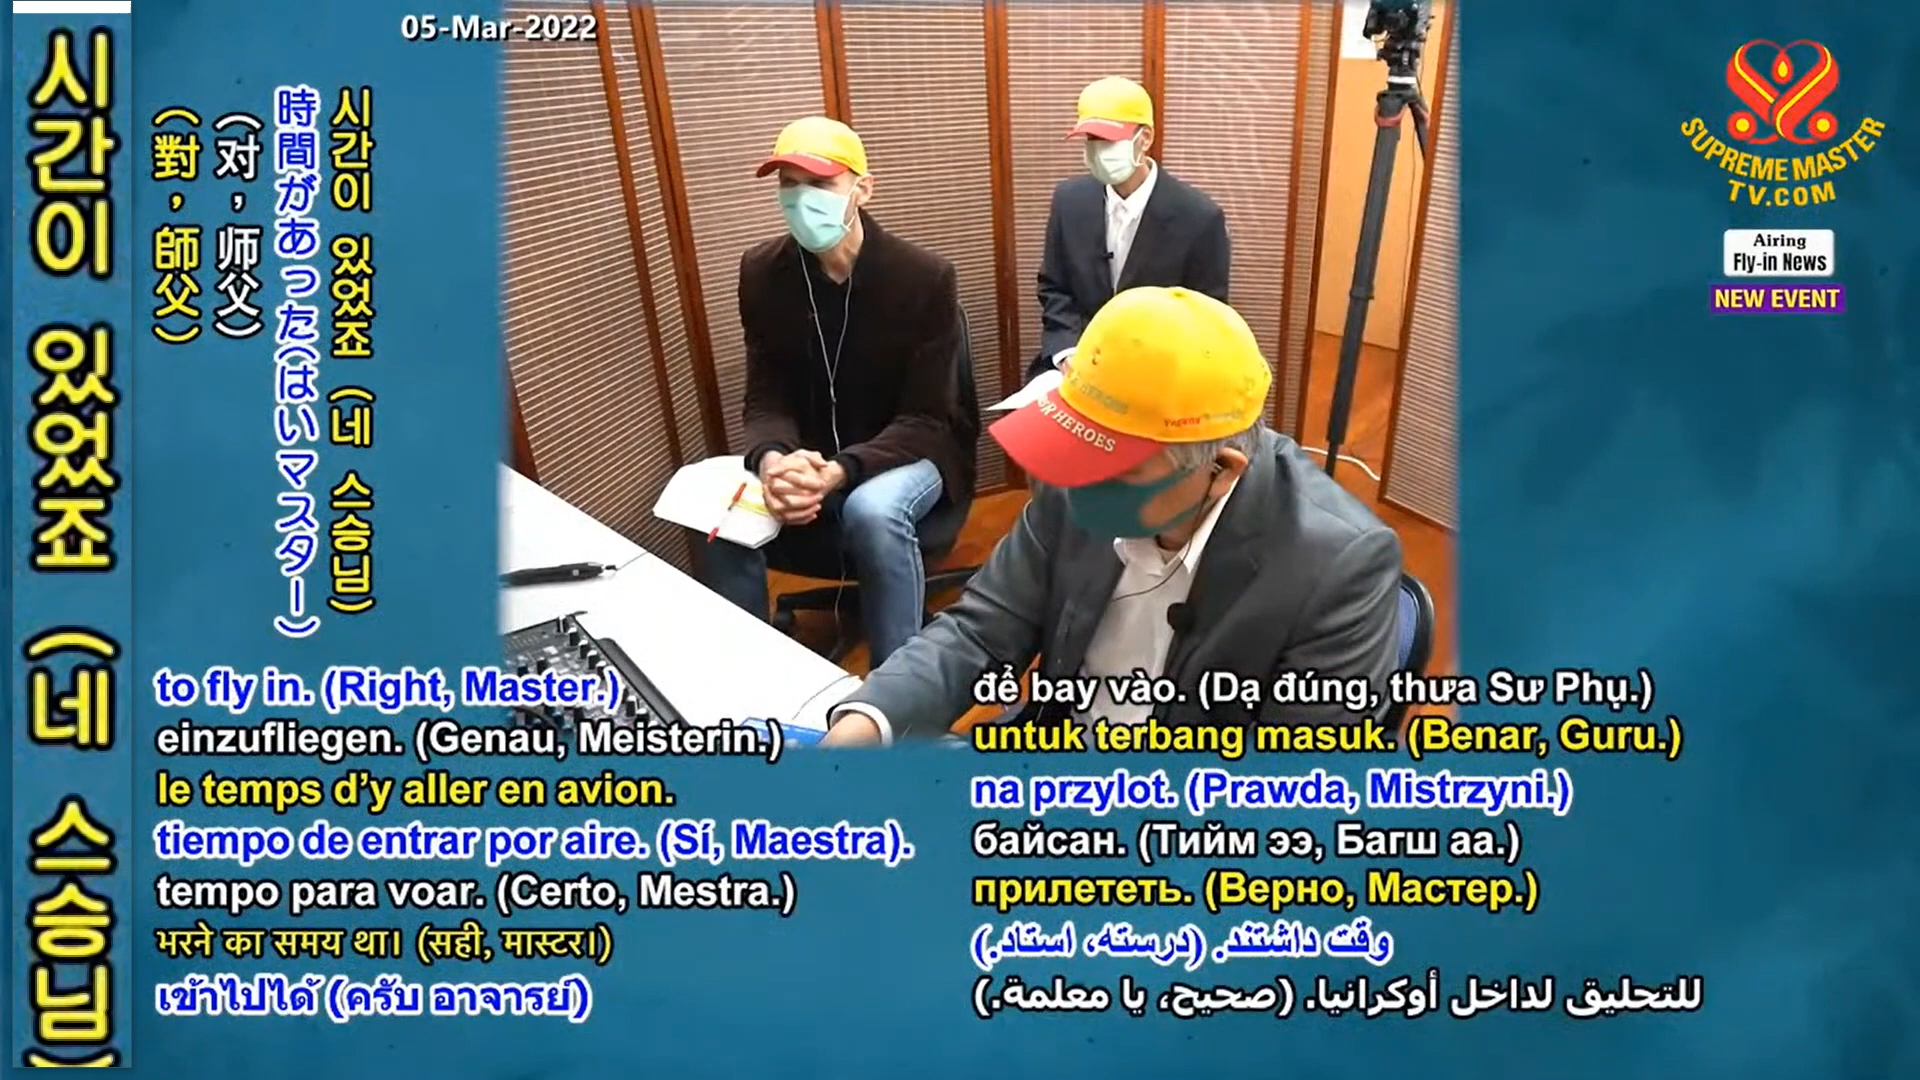 시간이 있었죠 (네 스승님)
05-Mar-2022
시간이 있었죠 (네 스승님)
時間があった(はいマスター)
(对，师父)
(對，師父)
SUPREME MASTER
TV.COM
Airing
Fly-in News
NEW EVENT
R HEROES
to fly in. (Right, Master.)
einzufliegen. (Genau, Meisterin.)
le temps d’y aller en avion.
tiempo de entrar por aire. (Sí, Maestra).
tempo para voar. (Certo, Mestra.)
भरने का समय था। (सही, मास्टर।)
เข้าไปได้ (ครับ อาจารย์)
để bay vào. (Dạ đúng, thưa Sư Phụ.)
untuk terbang masuk. (Benar, Guru.)
na przylot. (Prawda, Mistrzyni.)
байсан. (Тийм ээ, Багш аа.)
прилететь. (Верно, Мастер.)
وقت داشتند. (درسته، استاد.)
للتحليق لداخل أوكرانيا. (صحيح، يا معلمة.)